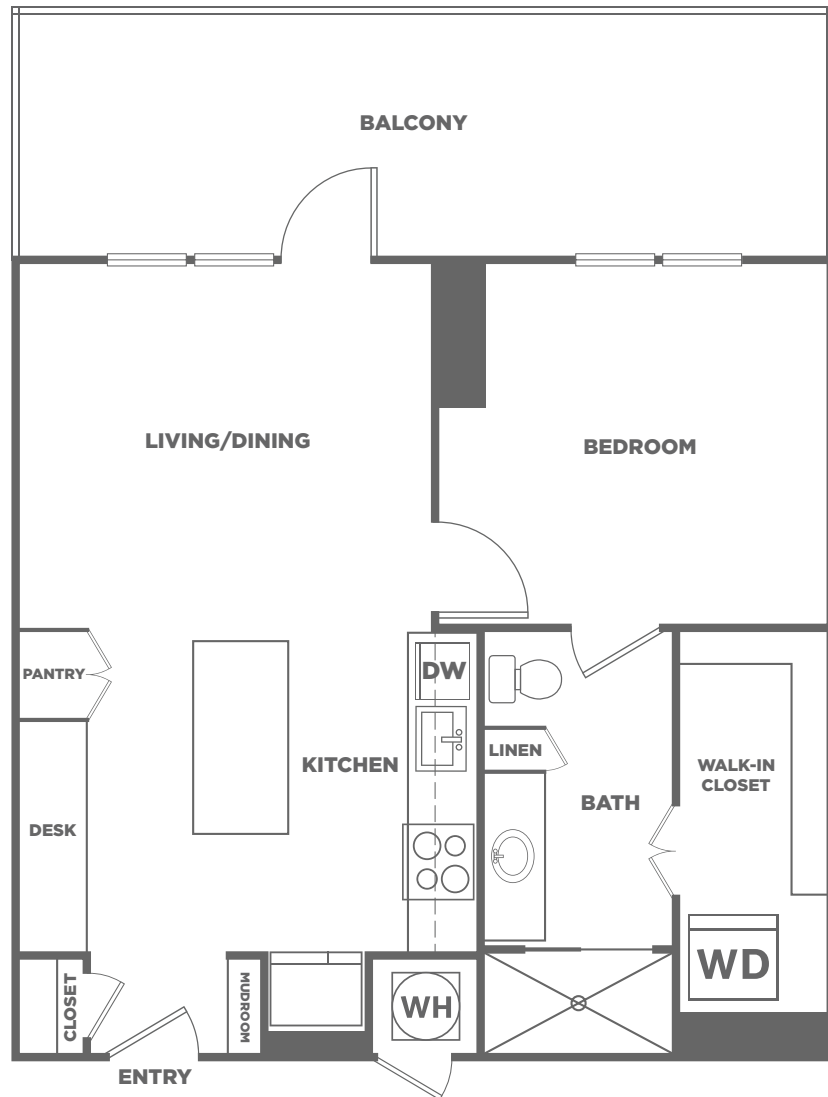 BALCONY
LIVING/DINING
BEDROOM
PANTRY
DW
LINEN
KITCHEN
WALK-IN
CLOSET
BATH
DESK
WD
CLOSET
MUDROOM
WH
ENTRY